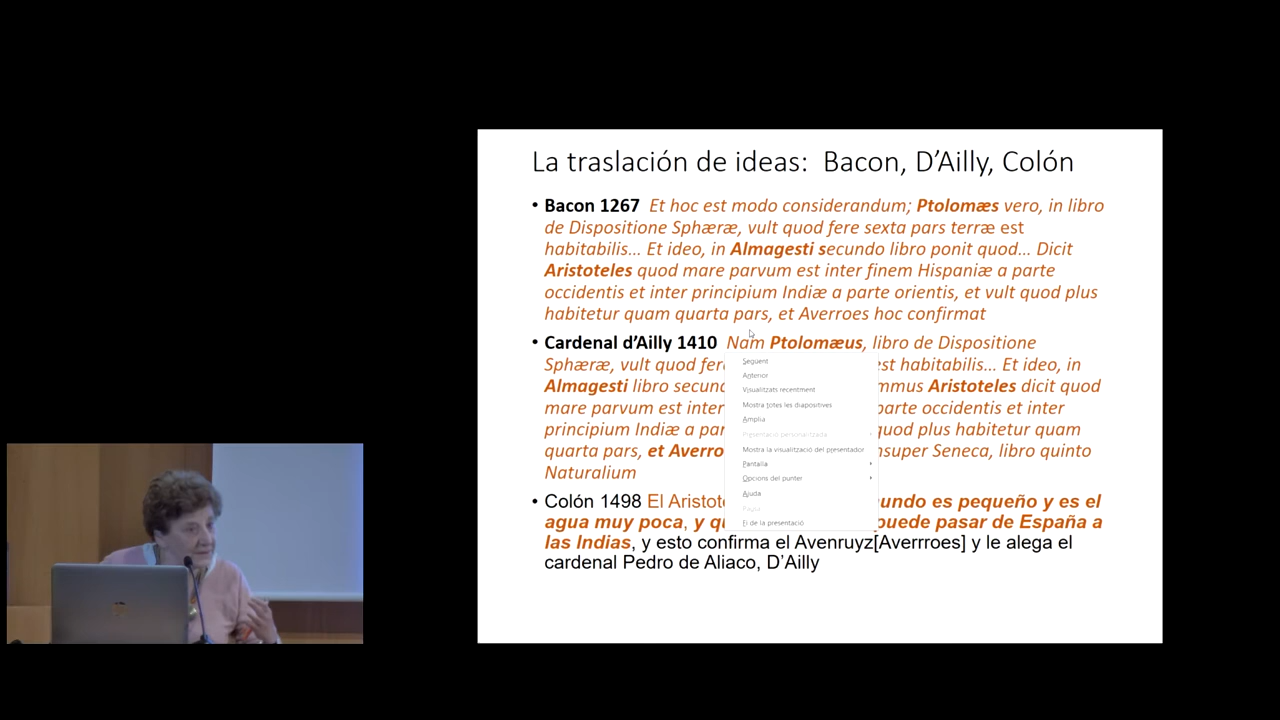 La traslación de ideas: Bacon, D’Ailly, Colón
• Bacon 1267 Et hoc est modo considerandum; Ptolomæs vero, in libro
de Dispositione Sphæræ, vult quod fere sexta pars terræ est
habitabilis… Et ideo, in Almagesti secundo libro ponit quod… Dicit
Aristoteles quod mare parvum est inter finem Hispaniæ a parte
occidentis et inter principium Indiæ a parte orientis, et vult quod plus
habitetur quam quarta pars, et Averroes hoc confirmat
• Cardenal d’Ailly 1410 Nam Ptolomæus, libro de Dispositione
Sphæræ, vult quod est habitabilis… Et ideo, in
Almagesti libro Aristoteles dicit quod
mare parvum est inter parte occidentis et inter
principium Indiæ a quod plus habitetur quam
quarta pars, et Seneca, libro quinto
Naturalium
• Colón 1498 El es pequeño y es el
agua muy poca, y puede pasar de España a
las Indias, y esto confirma el Avenruyz[Averrroes] y le alega el
cardenal Pedro de Aliaco, D’Ailly
Següent
Anterior
Visualitzats recentment
Mostra totes les diapositives
Amplia
Presentació personalitzada
Mostra la visualització del presentador
Pantalla
Opcions del punter
Ajuda
Pausa
Fi de la presentació